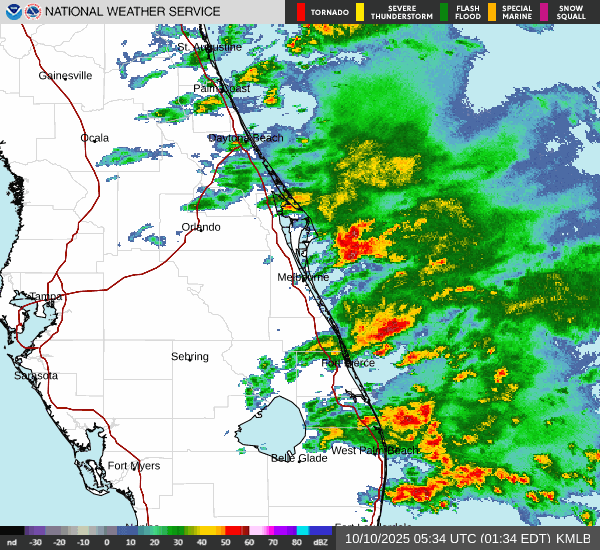 NATIONAL WEATHER SERVICE
TORNADO
SEVERE THUNDERSTORM
FLASH FLOOD
SPECIAL MARINE
SNOW SQUALL
St. Augustine
Gainesville
Palm Coast
Ocala
Daytona Beach
Orlando
Melbourne
Tampa
Sebring
Fort Pierce
Sarasota
West Palm Beach
Belle Glade
Fort Myers
nd -30 -20 -10 0 10 20 30 40 50 60 70 80 dBZ
10/10/2025 05:34 UTC (01:34 EDT) KMLB